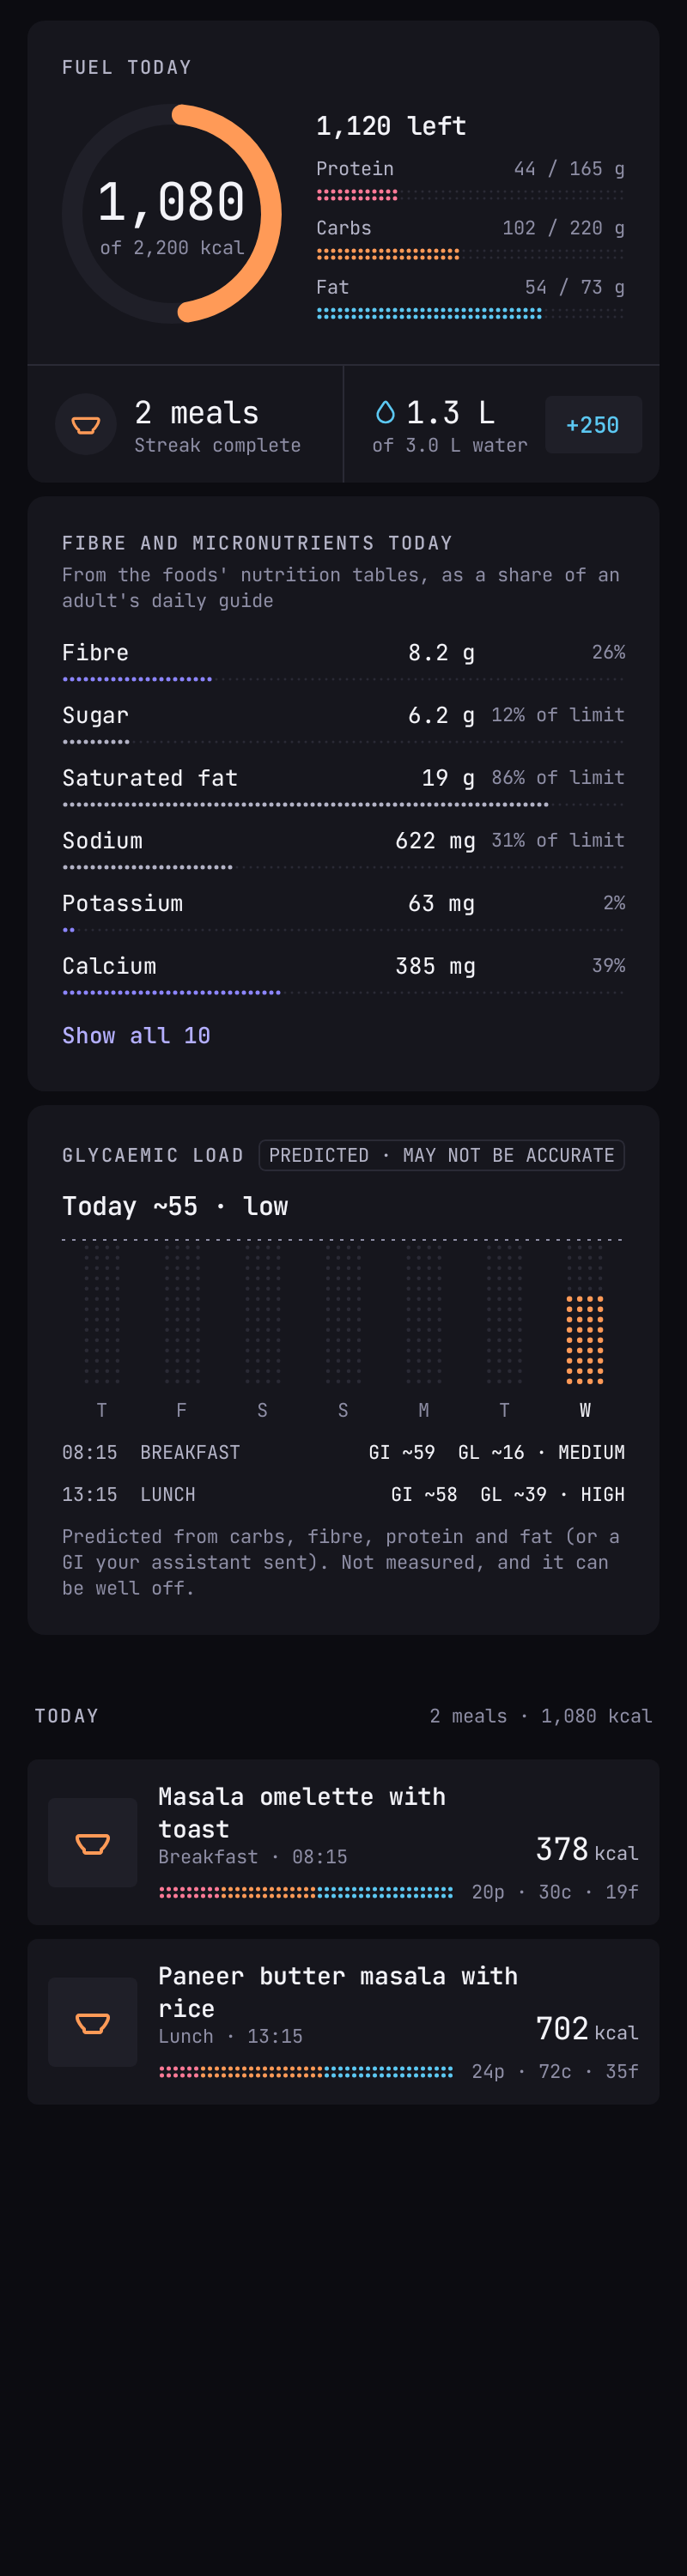 FUEL TODAY
1,080
of 2,200 kcal
1,120 left
Protein 44 / 165 g
Carbs 102 / 220 g
Fat 54 / 73 g
2 meals
Streak complete
1.3 L
of 3.0 L water
+250
FIBRE AND MICRONUTRIENTS TODAY
From the foods' nutrition tables, as a share of an
adult's daily guide
Fibre 8.2 g 26%
Sugar 6.2 g 12% of limit
Saturated fat 19 g 86% of limit
Sodium 622 mg 31% of limit
Potassium 63 mg 2%
Calcium 385 mg 39%
Show all 10
GLYCAEMIC LOAD PREDICTED · MAY NOT BE ACCURATE
Today ~55 · low
T F S S M T W
08:15 BREAKFAST GI ~59 GL ~16 · MEDIUM
13:15 LUNCH GI ~58 GL ~39 · HIGH
Predicted from carbs, fibre, protein and fat (or a
GI your assistant sent). Not measured, and it can
be well off.
TODAY 2 meals · 1,080 kcal
Masala omelette with
toast
Breakfast · 08:15
378 kcal
20p · 30c · 19f
Paneer butter masala with
rice
Lunch · 13:15
702 kcal
24p · 72c · 35f